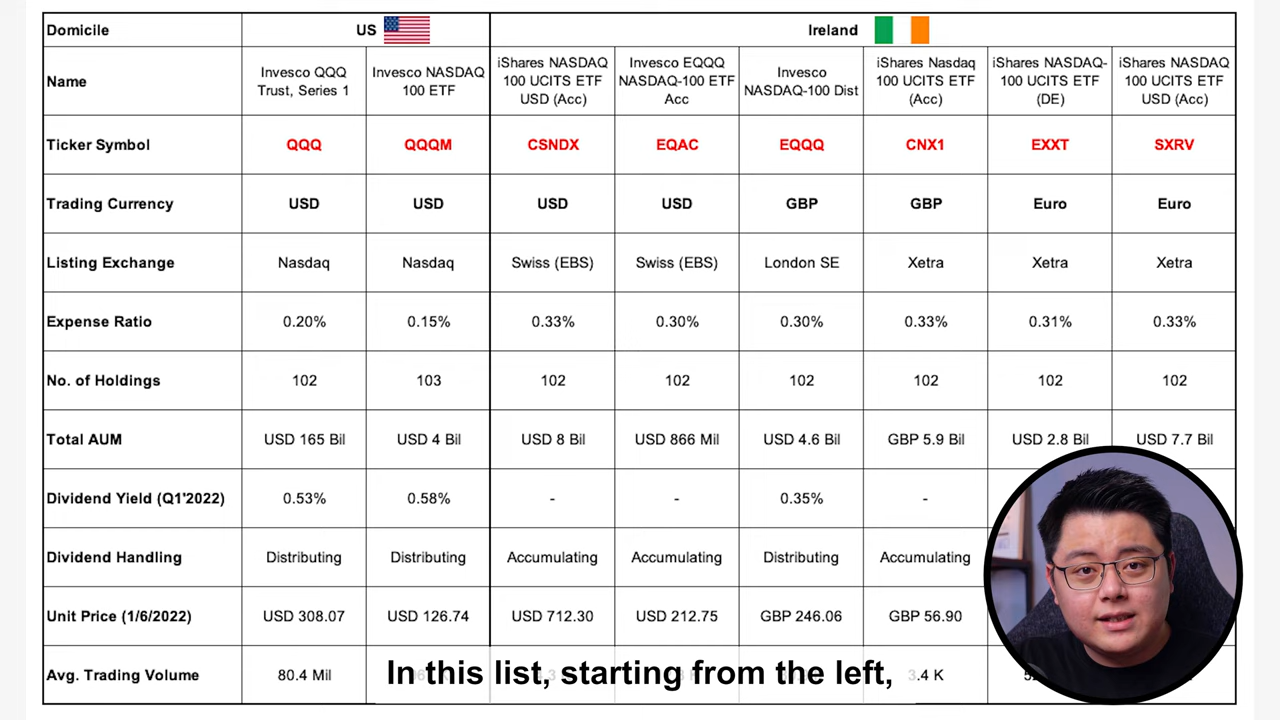 Domicile US Ireland
Name
Invesco QQQ
Trust, Series 1
Invesco NASDAQ
100 ETF
iShares NASDAQ
100 UCITS ETF
USD (Acc)
Invesco EQQQ
NASDAQ-100 ETF
Acc
Invesco
NASDAQ-100 Dist
iShares Nasdaq
100 UCITS ETF
(Acc)
iShares NASDAQ-
100 UCITS ETF
(DE)
iShares NASDAQ
100 UCITS ETF
USD (Acc)
Ticker Symbol QQQ QQQM CSNDX EQAC EQQQ CNX1 EXXT SXRV
Trading Currency USD USD USD USD GBP GBP Euro Euro
Listing Exchange Nasdaq Nasdaq Swiss (EBS) Swiss (EBS) London SE Xetra Xetra Xetra
Expense Ratio 0.20% 0.15% 0.33% 0.30% 0.30% 0.33% 0.31% 0.33%
No. of Holdings 102 103 102 102 102 102 102 102
Total AUM USD 165 Bil USD 4 Bil USD 8 Bil USD 866 Mil USD 4.6 Bil GBP 5.9 Bil USD 2.8 Bil USD 7.7 Bil
Dividend Yield (Q1'2022) 0.53% 0.58% - - 0.35% -
Dividend Handling Distributing Distributing Accumulating Accumulating Distributing Accumulating
Unit Price (1/6/2022) USD 308.07 USD 126.74 USD 712.30 USD 212.75 GBP 246.06 GBP 56.90
Avg. Trading Volume 80.4 Mil 3.4 K
In this list, starting from the left,